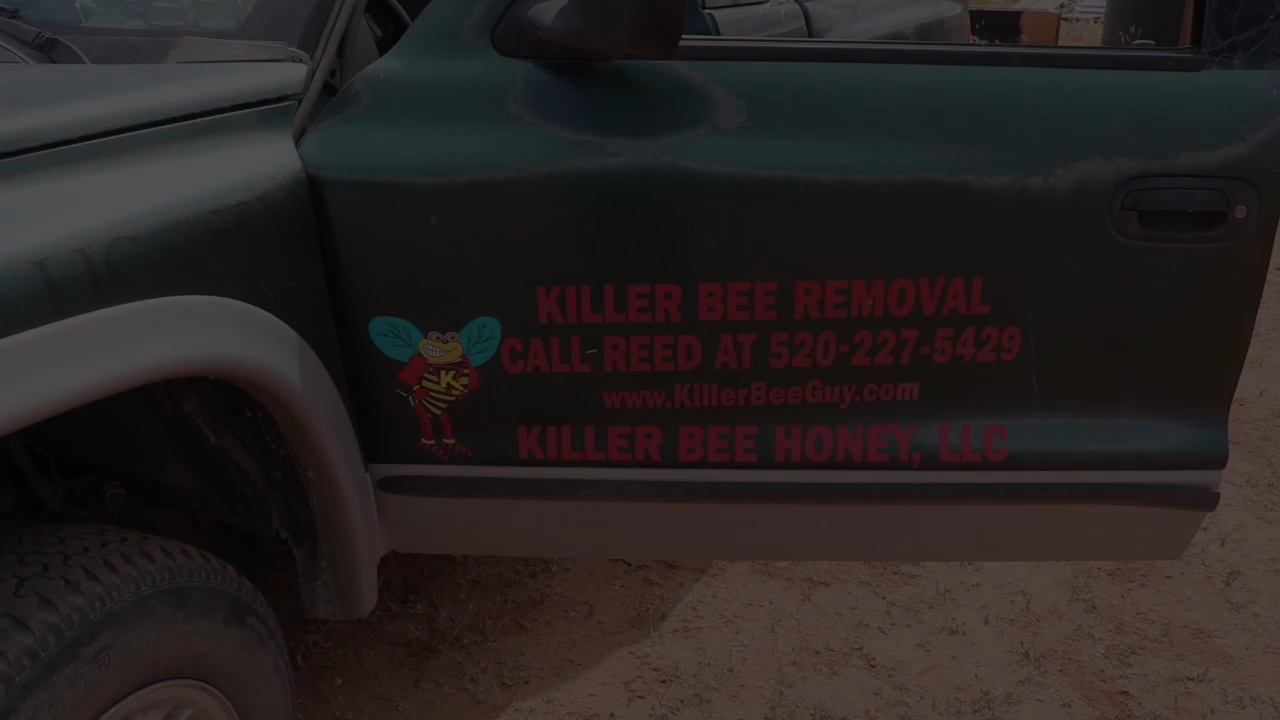 KILLER BEE REMOVAL
CALL REED AT 520-227-5429
www.KillerBeeGuy.com
K
KILLER BEE HONEY, LLC